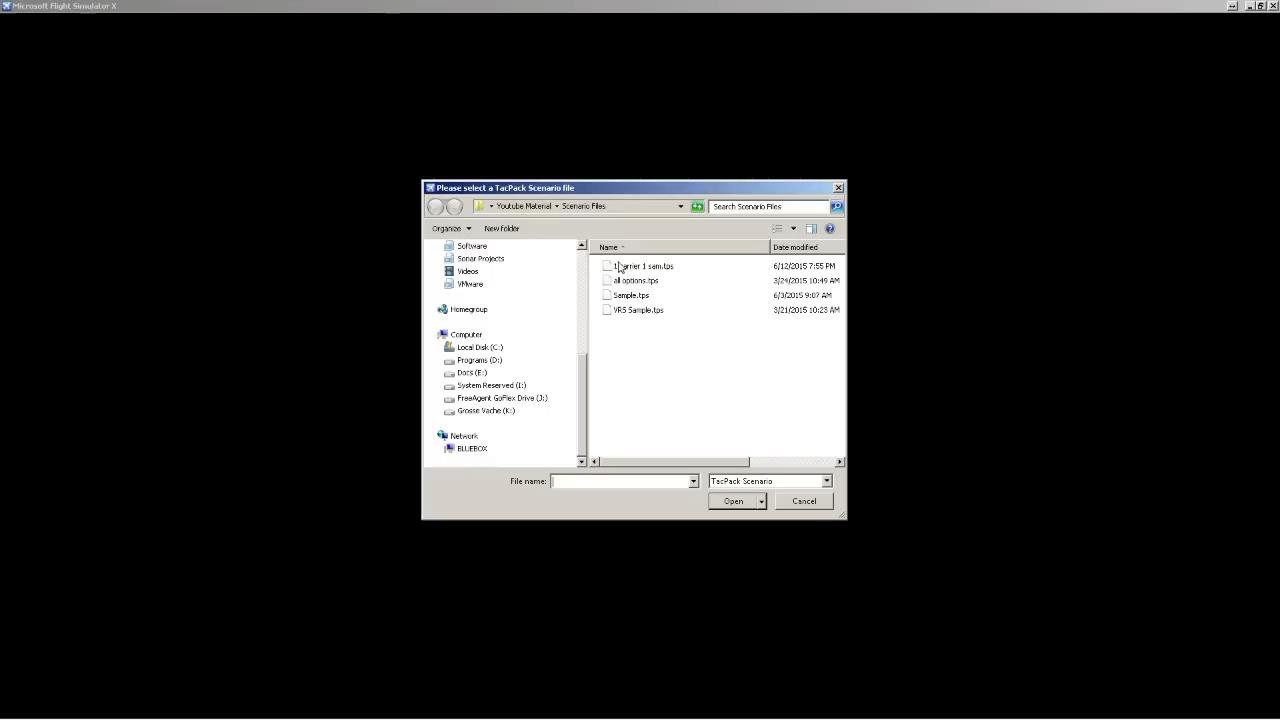 Microsoft Flight Simulator X
Please select a TacPack Scenario file
Youtube Material Scenario Files
Search Scenario Files
Organize
New folder
Name
Date modified
Software
Sonar Projects
Videos
VMware
Homegroup
Computer
Local Disk (C:)
Programs (D:)
Docs (E:)
System Reserved (I:)
FreeAgent GoFlex Drive (J:)
Grosse Vache (K:)
Network
BLUEBOX
1 sam.tps 6/12/2015 7:55 PM
all options.tps 3/24/2015 10:49 AM
Sample.tps 6/3/2015 9:07 AM
VRS Sample.tps 3/21/2015 10:23 AM
File name:
TacPack Scenario
Open
Cancel